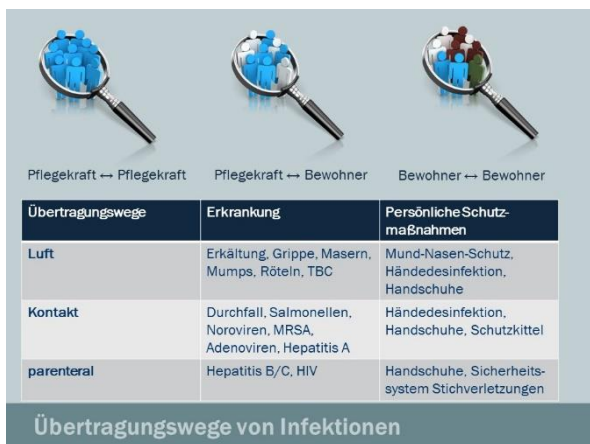 Pflegekraft ↔ Pflegekraft
Pflegekraft ↔ Bewohner
Bewohner ↔ Bewohner
Übertragungswege
Erkrankung
Persönliche Schutz-
maßnahmen
Luft
Erkältung, Grippe, Masern,
Mumps, Röteln, TBC
Mund-Nasen-Schutz,
Händedesinfektion,
Handschuhe
Kontakt
Durchfall, Salmonellen,
Noroviren, MRSA,
Adenoviren, Hepatitis A
Händedesinfektion,
Handschuhe, Schutzkittel
parenteral
Hepatitis B/C, HIV
Handschuhe, Sicherheits-
system Stichverletzungen
Übertragungswege von Infektionen